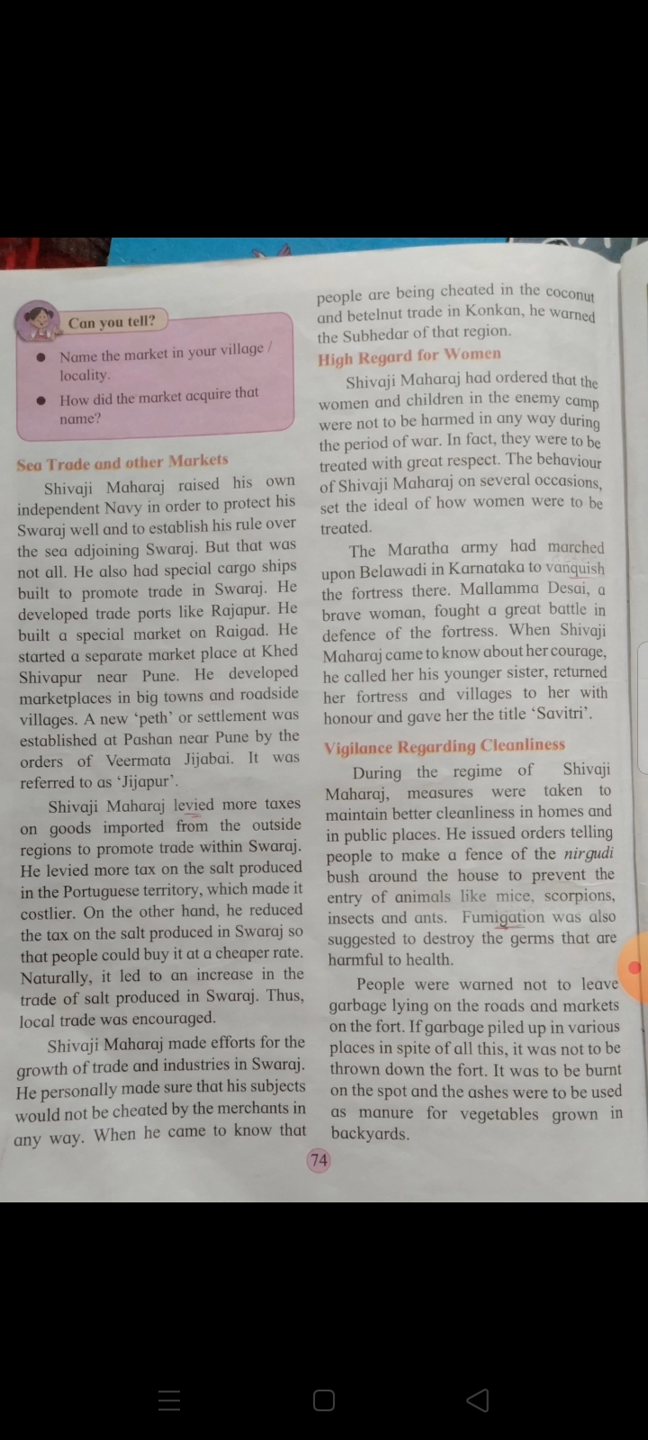 Can you tell?
● Name the market in your village /
locality.
● How did the market acquire that
name?
Sea Trade and other Markets
Shivaji Maharaj raised his own
independent Navy in order to protect his
Swaraj well and to establish his rule over
the sea adjoining Swaraj. But that was
not all. He also had special cargo ships
built to promote trade in Swaraj. He
developed trade ports like Rajapur. He
built a special market on Raigad. He
started a separate market place at Khed
Shivapur near Pune. He developed
marketplaces in big towns and roadside
villages. A new ‘peth’ or settlement was
established at Pashan near Pune by the
orders of Veermata Jijabai. It was
referred to as ‘Jijapur’.
Shivaji Maharaj levied more taxes
on goods imported from the outside
regions to promote trade within Swaraj.
He levied more tax on the salt produced
in the Portuguese territory, which made it
costlier. On the other hand, he reduced
the tax on the salt produced in Swaraj so
that people could buy it at a cheaper rate.
Naturally, it led to an increase in the
trade of salt produced in Swaraj. Thus,
local trade was encouraged.
Shivaji Maharaj made efforts for the
growth of trade and industries in Swaraj.
He personally made sure that his subjects
would not be cheated by the merchants in
any way. When he came to know that
people are being cheated in the coconut
and betelnut trade in Konkan, he warned
the Subhedar of that region.
High Regard for Women
Shivaji Maharaj had ordered that the
women and children in the enemy camp
were not to be harmed in any way during
the period of war. In fact, they were to be
treated with great respect. The behaviour
of Shivaji Maharaj on several occasions,
set the ideal of how women were to be
treated.
The Maratha army had marched
upon Belawadi in Karnataka to vanquish
the fortress there. Mallamma Desai, a
brave woman, fought a great battle in
defence of the fortress. When Shivaji
Maharaj came to know about her courage,
he called her his younger sister, returned
her fortress and villages to her with
honour and gave her the title ‘Savitri’.
Vigilance Regarding Cleanliness
During the regime of Shivaji
Maharaj, measures were taken to
maintain better cleanliness in homes and
in public places. He issued orders telling
people to make a fence of the nirgudi
bush around the house to prevent the
entry of animals like mice, scorpions,
insects and ants. Fumigation was also
suggested to destroy the germs that are
harmful to health.
People were warned not to leave
garbage lying on the roads and markets
on the fort. If garbage piled up in various
places in spite of all this, it was not to be
thrown down the fort. It was to be burnt
on the spot and the ashes were to be used
as manure for vegetables grown in
backyards.
74